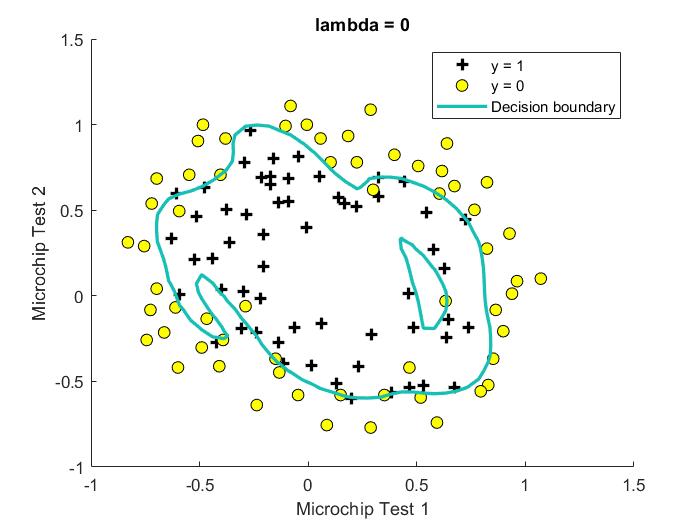 lambda = 0
1.5
1
0.5
0
-0.5
-1
Microchip Test 2
-1
-0.5
0
0.5
1
1.5
Microchip Test 1
y = 1
y = 0
Decision boundary